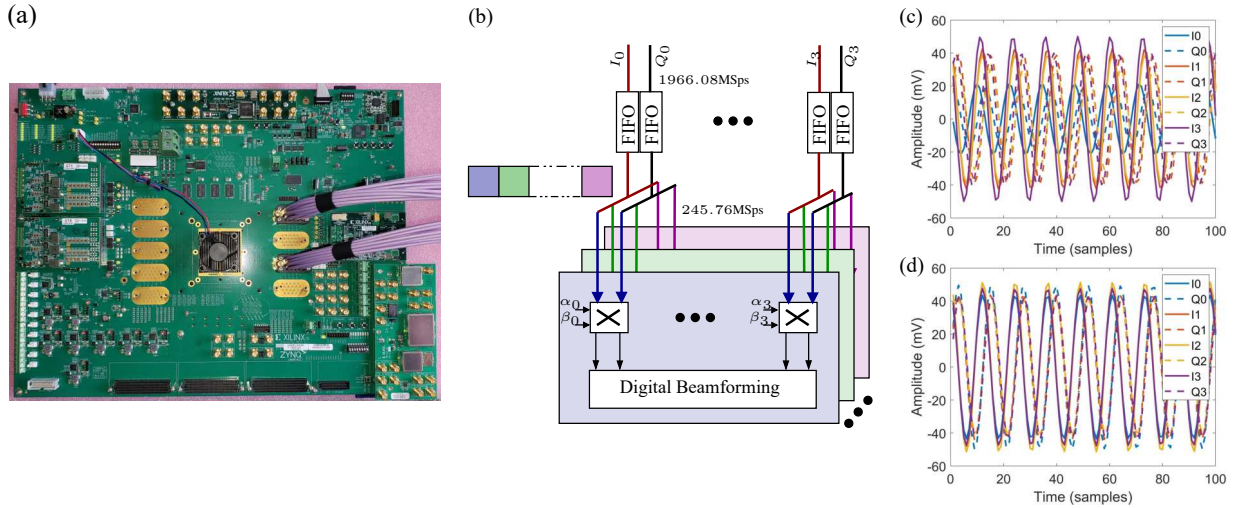 (a)
XILINX
XILINX
XILINX
ZYNQ
(b)
I0
Q0
I3
Q3
1966.08MSps
FIFO
FIFO
FIFO
FIFO
245.76MSps
α0
β0
α3
β3
Digital Beamforming
(c)
60
40
20
0
-20
-40
-60
Amplitude (mV)
0
20
40
60
80
100
Time (samples)
I0
Q0
I1
Q1
I2
Q2
I3
Q3
(d)
60
40
20
0
-20
-40
-60
Amplitude (mV)
0
20
40
60
80
100
Time (samples)
I0
Q0
I1
Q1
I2
Q2
I3
Q3